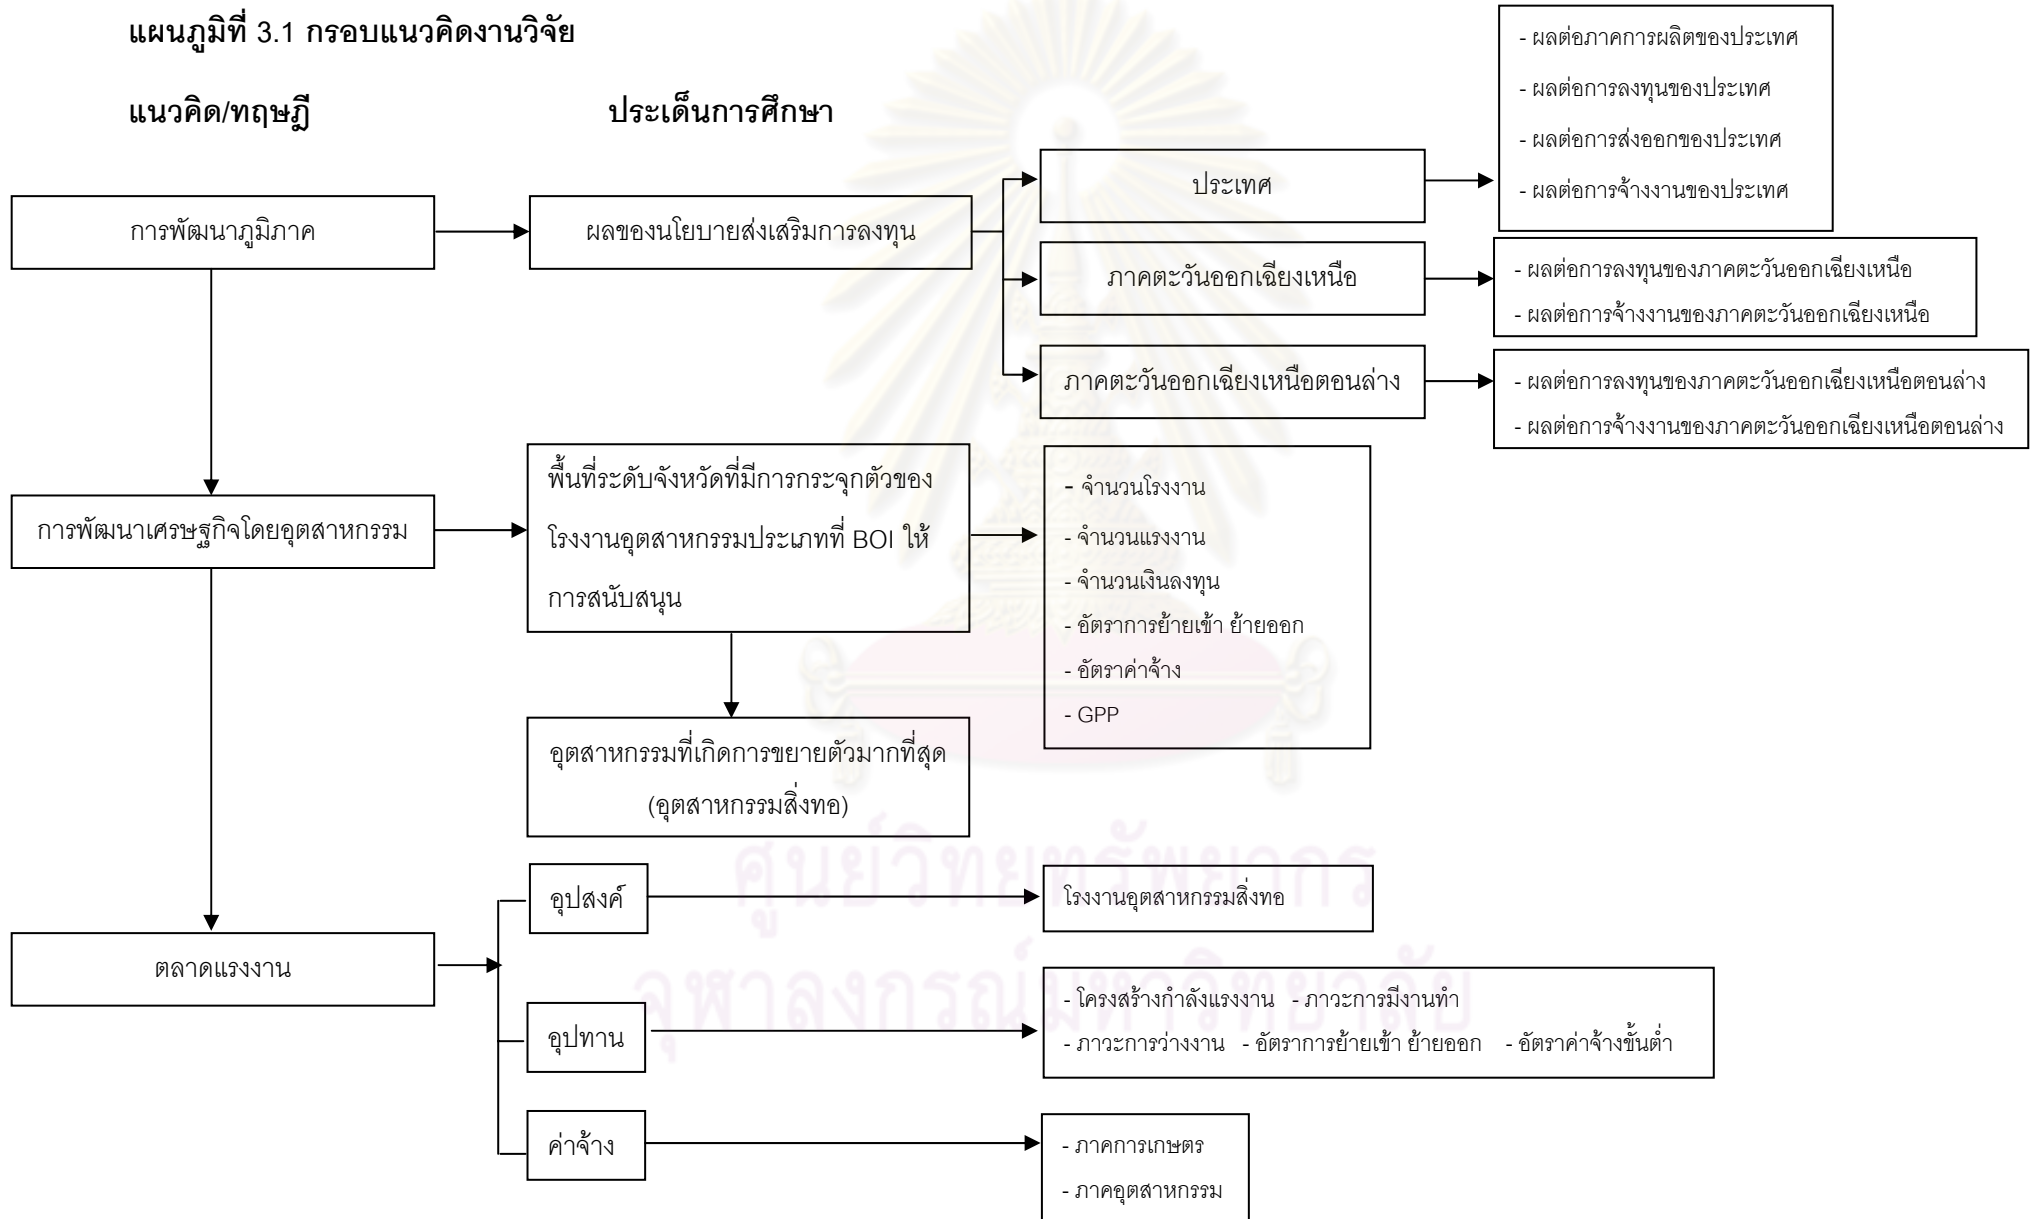 แผนภูมิที่ 3.1 กรอบแนวคิดงานวิจัย
แนวคิด/ทฤษฎี
ประเด็นการศึกษา
การพัฒนาภูมิภาค
ผลของนโยบายส่งเสริมการลงทุน
ประเทศ
- ผลต่อภาคการผลิตของประเทศ
- ผลต่อการลงทุนของประเทศ
- ผลต่อการส่งออกของประเทศ
- ผลต่อการจ้างงานของประเทศ
ภาคตะวันออกเฉียงเหนือ
- ผลต่อการลงทุนของภาคตะวันออกเฉียงเหนือ
- ผลต่อการจ้างงานของภาคตะวันออกเฉียงเหนือ
ภาคตะวันออกเฉียงเหนือตอนล่าง
- ผลต่อการลงทุนของภาคตะวันออกเฉียงเหนือตอนล่าง
- ผลต่อการจ้างงานของภาคตะวันออกเฉียงเหนือตอนล่าง
การพัฒนาเศรษฐกิจโดยอุตสาหกรรม
พื้นที่ระดับจังหวัดที่มีการกระจุกตัวของ
โรงงานอุตสาหกรรมประเภทที่ BOI ให้
การสนับสนุน
- จำนวนโรงงาน
- จำนวนแรงงาน
- จำนวนเงินลงทุน
- อัตราการย้ายเข้า ย้ายออก
- อัตราค่าจ้าง
- GPP
อุตสาหกรรมที่เกิดการขยายตัวมากที่สุด
(อุตสาหกรรมสิ่งทอ)
ตลาดแรงงาน
อุปสงค์
โรงงานอุตสาหกรรมสิ่งทอ
อุปทาน
- โครงสร้างกำลังแรงงาน - ภาวะการมีงานทำ
- ภาวะการว่างงาน - อัตราการย้ายเข้า ย้ายออก - อัตราค่าจ้างขั้นต่ำ
ค่าจ้าง
- ภาคการเกษตร
- ภาคอุตสาหกรรม
ศูนย์วิทยทรัพยากร
จุฬาลงกรณ์มหาวิทยาลัย